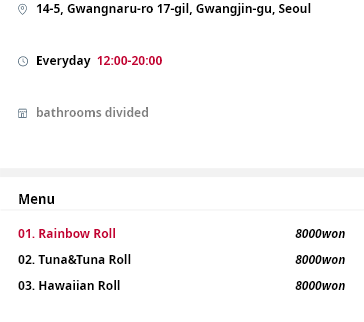 14-5, Gwangnaru-ro 17-gil, Gwangjin-gu, Seoul
Everyday 12:00-20:00
bathrooms divided
Menu
01. Rainbow Roll 8000won
02. Tuna&Tuna Roll 8000won
03. Hawaiian Roll 8000won